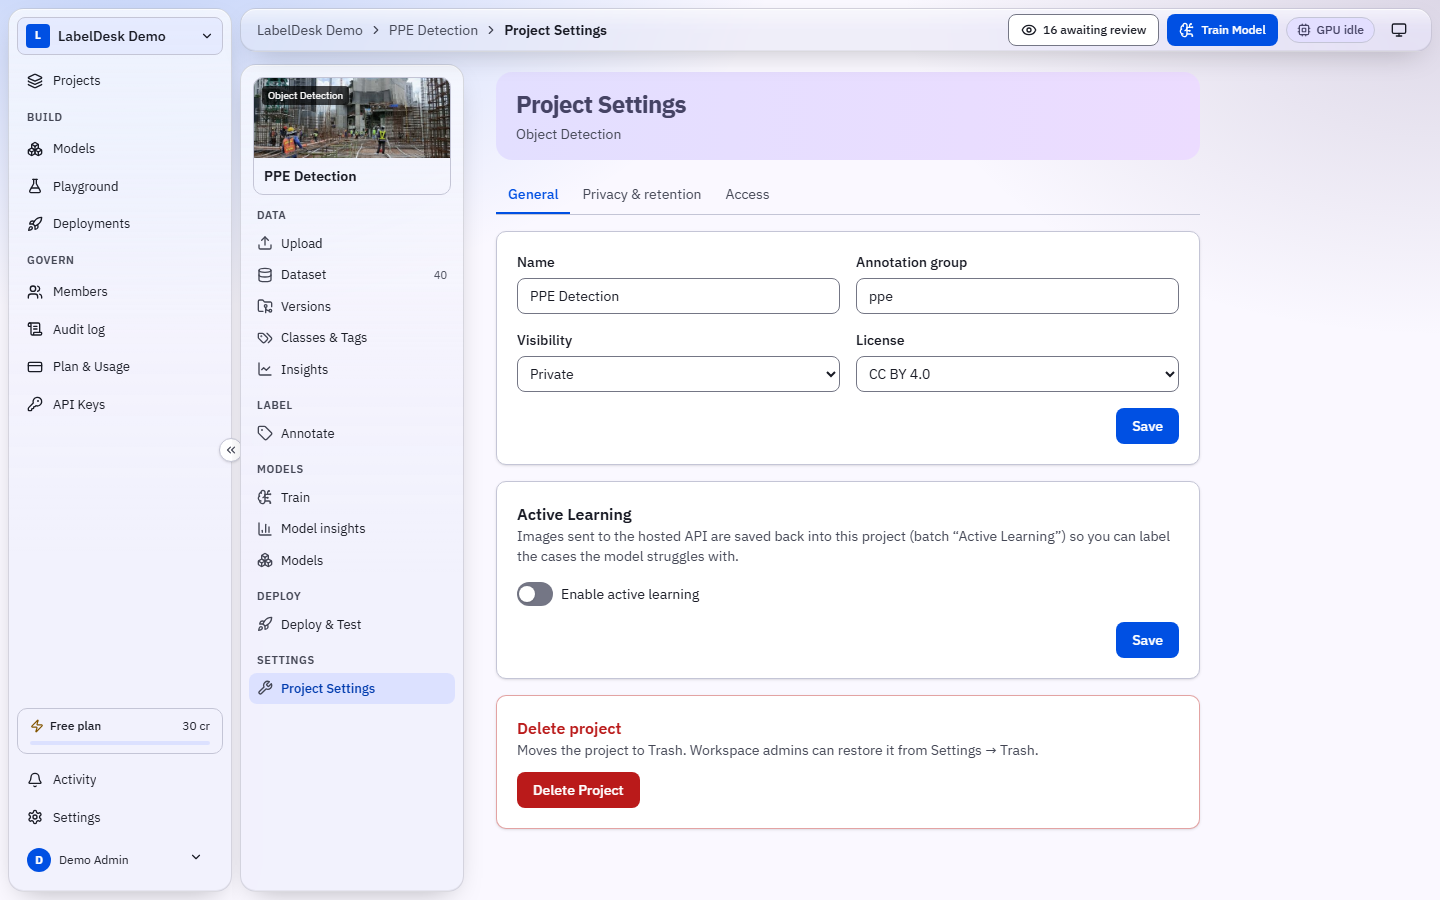 L LabelDesk Demo
Projects
BUILD
Models
Playground
Deployments
GOVERN
Members
Audit log
Plan & Usage
API Keys
Free plan 30 cr
Activity
Settings
D Demo Admin
LabelDesk Demo PPE Detection Project Settings
16 awaiting review
Train Model
GPU idle
Object Detection
PPE Detection
DATA
Upload
Dataset 40
Versions
Classes & Tags
Insights
LABEL
Annotate
MODELS
Train
Model insights
Models
DEPLOY
Deploy & Test
SETTINGS
Project Settings
Project Settings
Object Detection
General Privacy & retention Access
Name
PPE Detection
Annotation group
ppe
Visibility
Private
License
CC BY 4.0
Save
Active Learning
Images sent to the hosted API are saved back into this project (batch “Active Learning”) so you can label
the cases the model struggles with.
Enable active learning
Save
Delete project
Moves the project to Trash. Workspace admins can restore it from Settings → Trash.
Delete Project